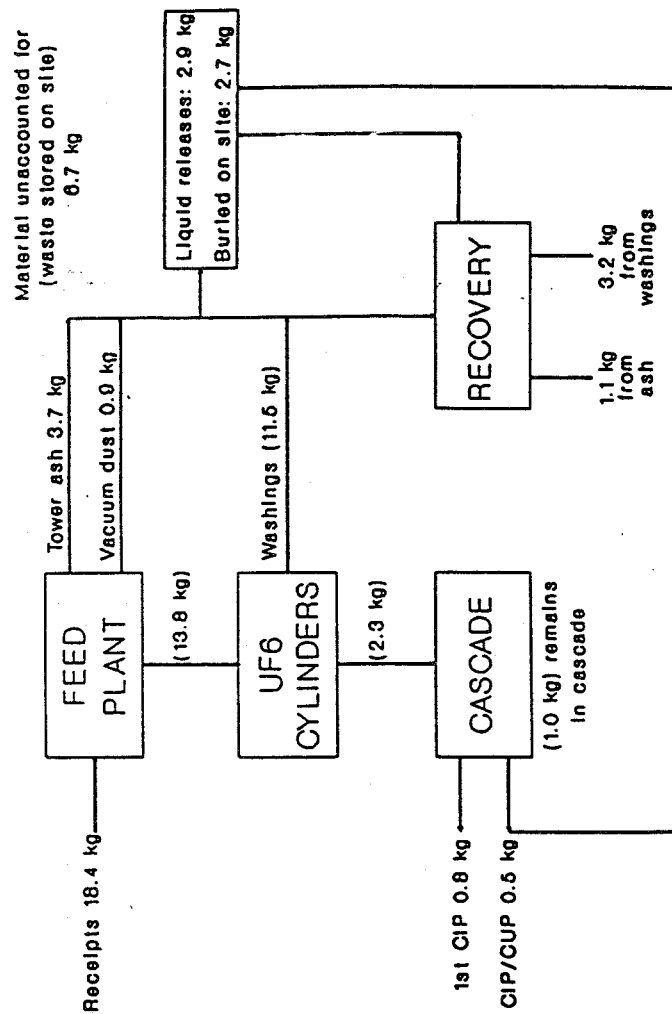 Material unaccounted for
(waste stored on site)
6.7 kg
Liquid releases: 2.9 kg
Buried on site: 2.7 kg
Tower ash 3.7 kg
Vacuum dust 0.9 kg
Receipts 18.4 kg
FEED
PLANT
(13.8 kg)
Washings (11.5 kg)
UF6
CYLINDERS
(2.3 kg)
RECOVERY
1.1 kg
from
ash
3.2 kg
from
washings
CASCADE
1st CIP 0.8 kg
CIP/CUP 0.5 kg
(1.0 kg) remains
in cascade